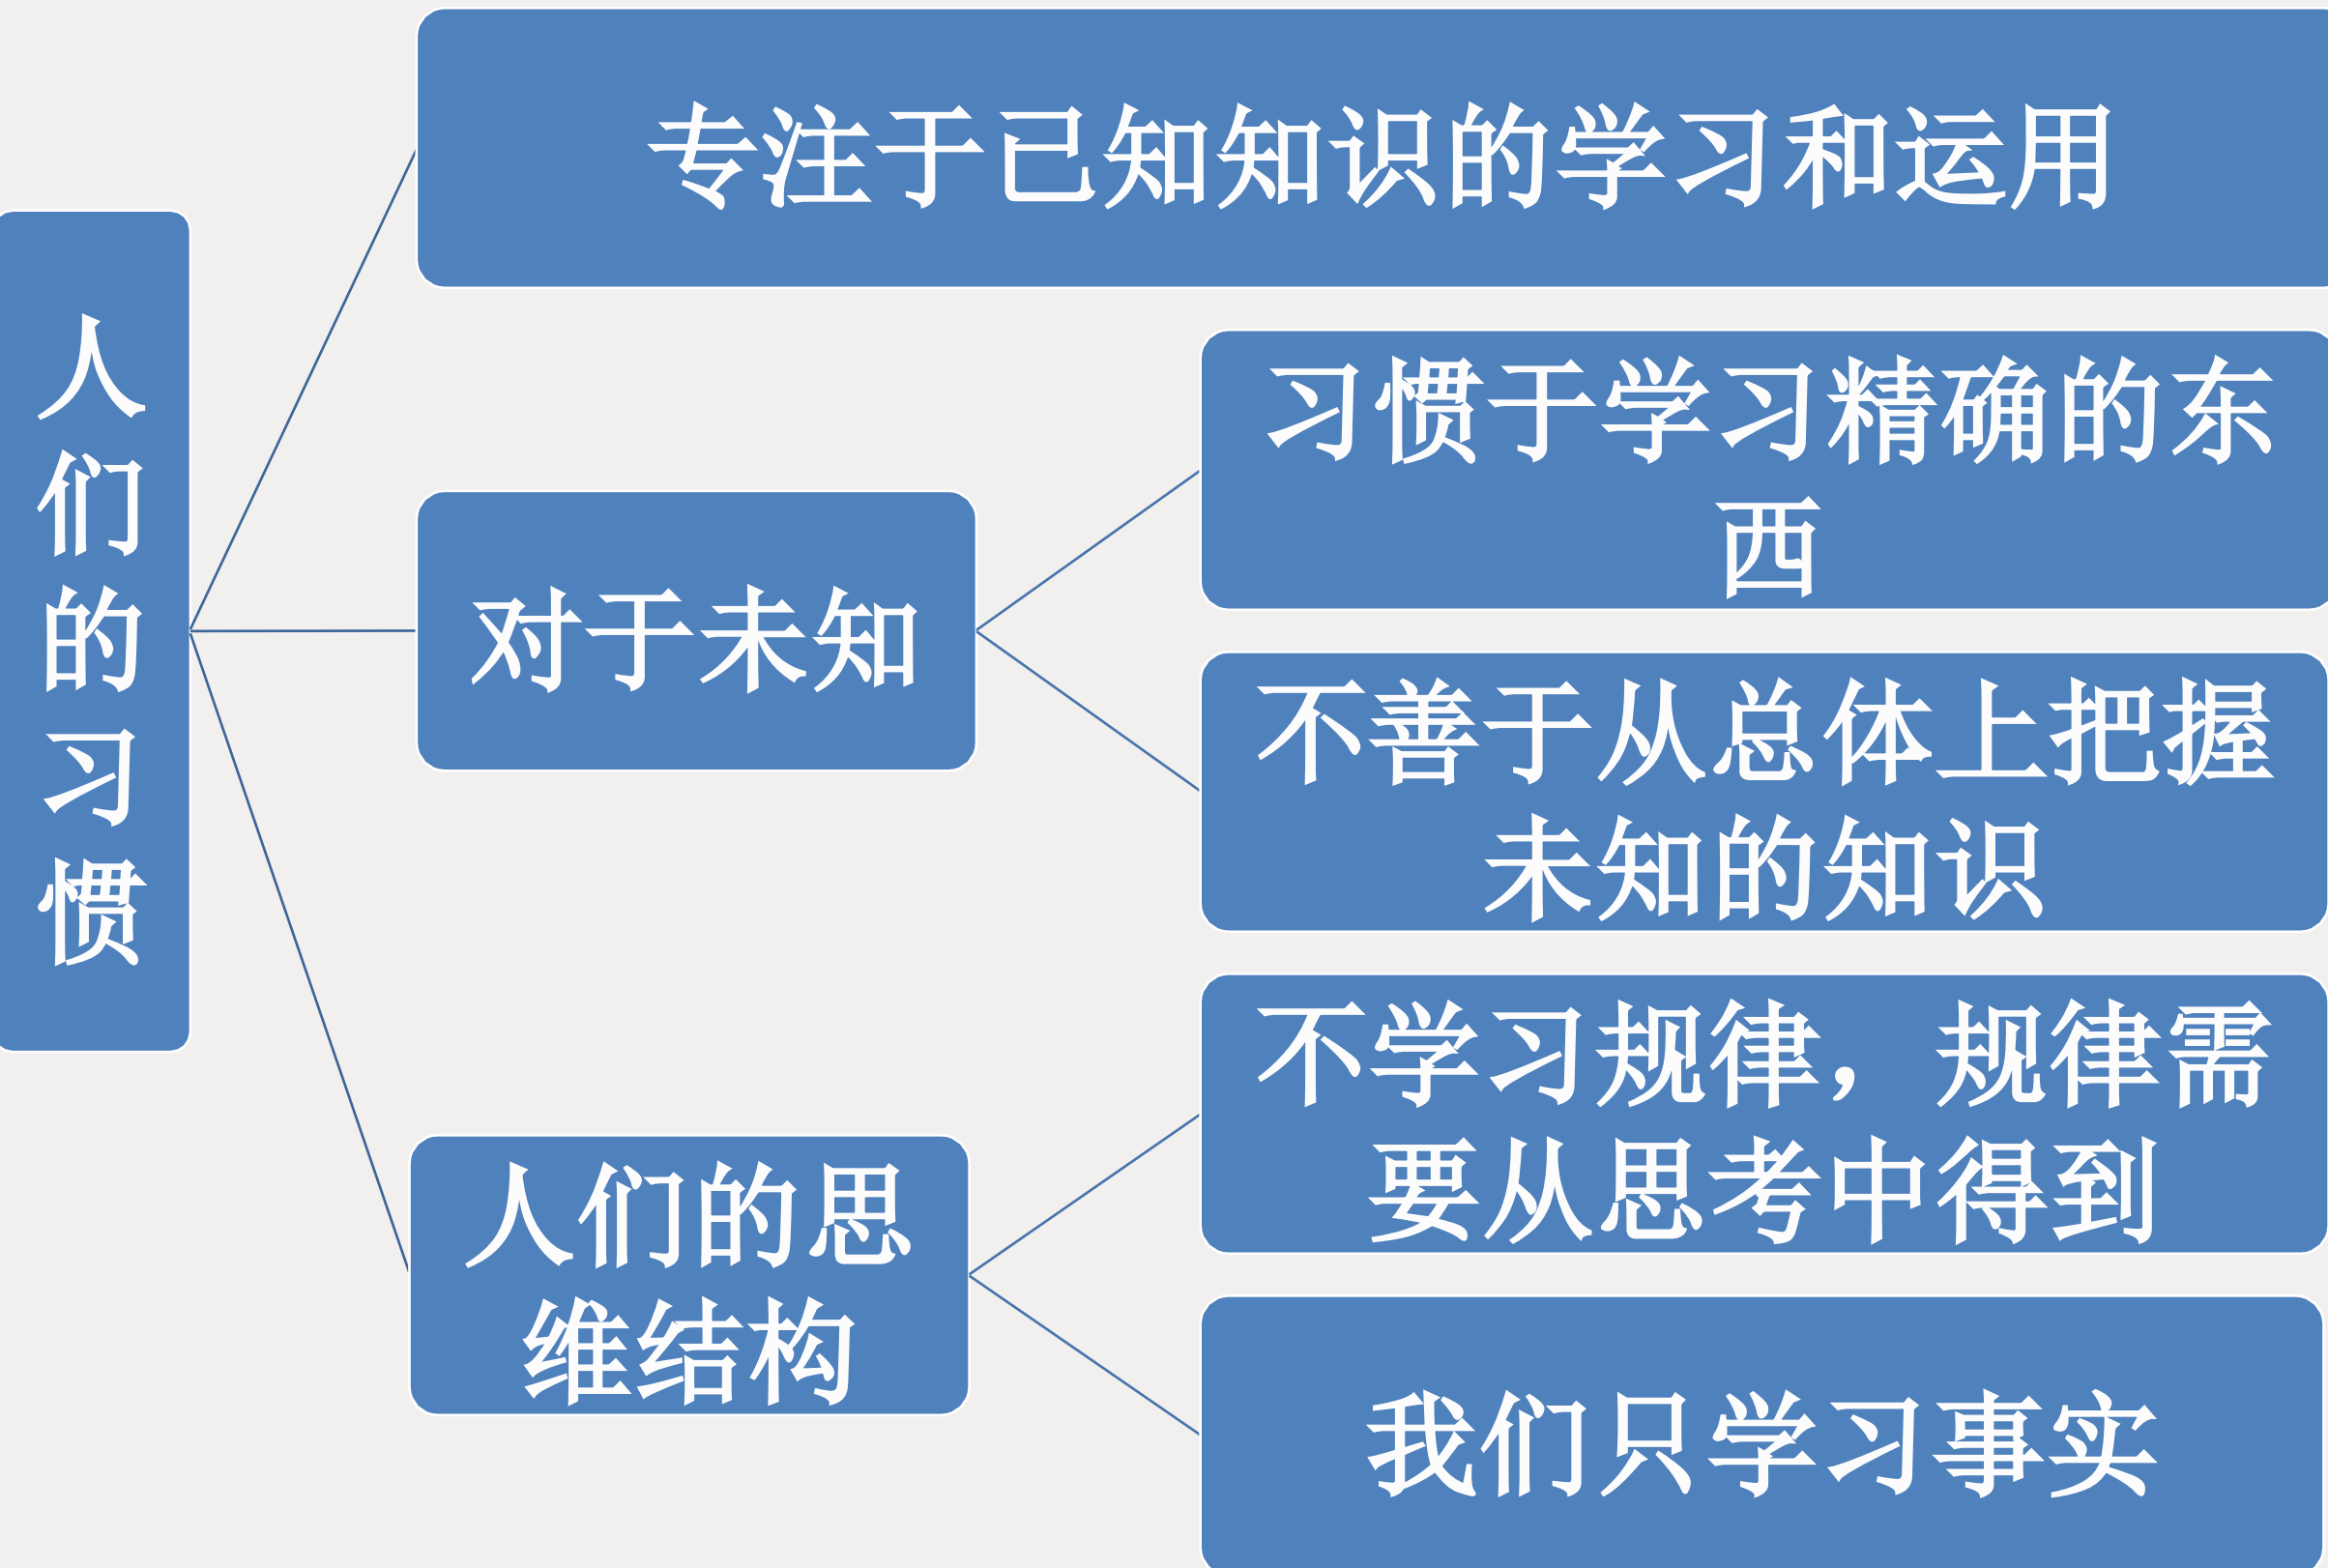 人们的习惯
专注于已知知识的学习和运用
对于未知
习惯于学习精确的东
西
不善于从总体上把握
未知的知识
人们的思
维结构
不学习规律，规律需
要从思考中得到
我们只学习事实